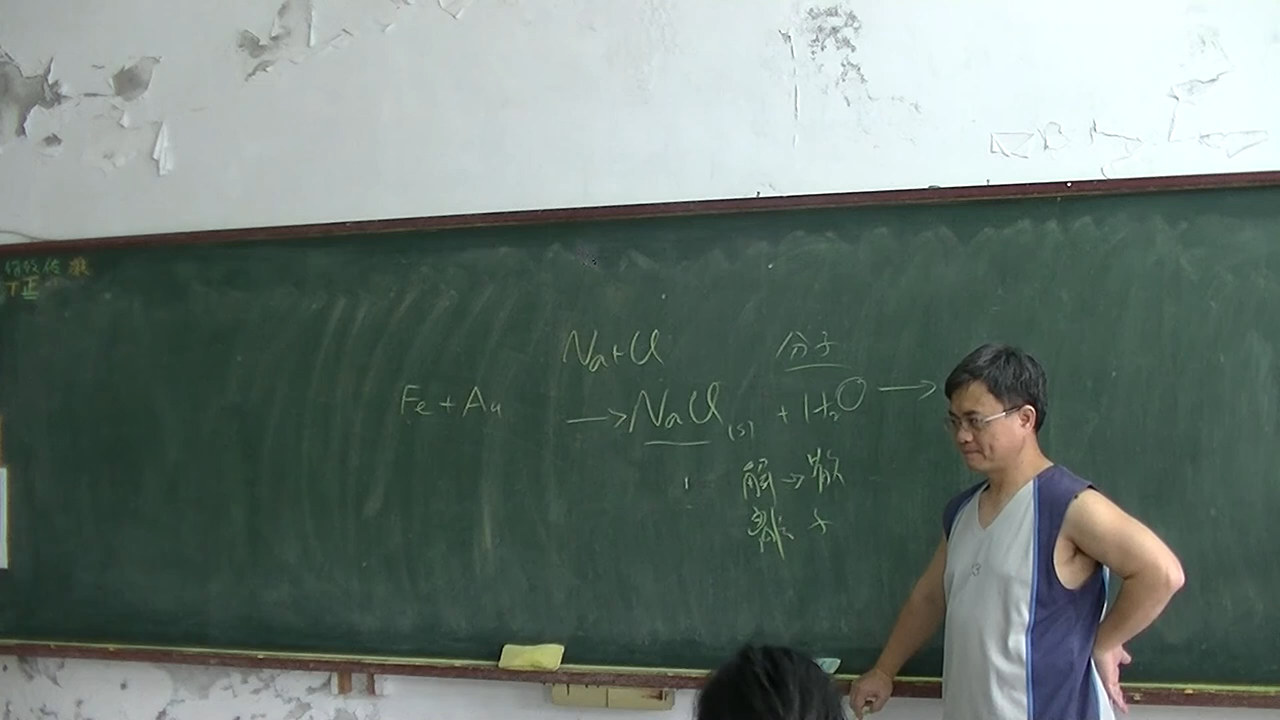 Na+Cl
分子
Fe+Au
→NaCl(s) + H₂O →
解→散
離子